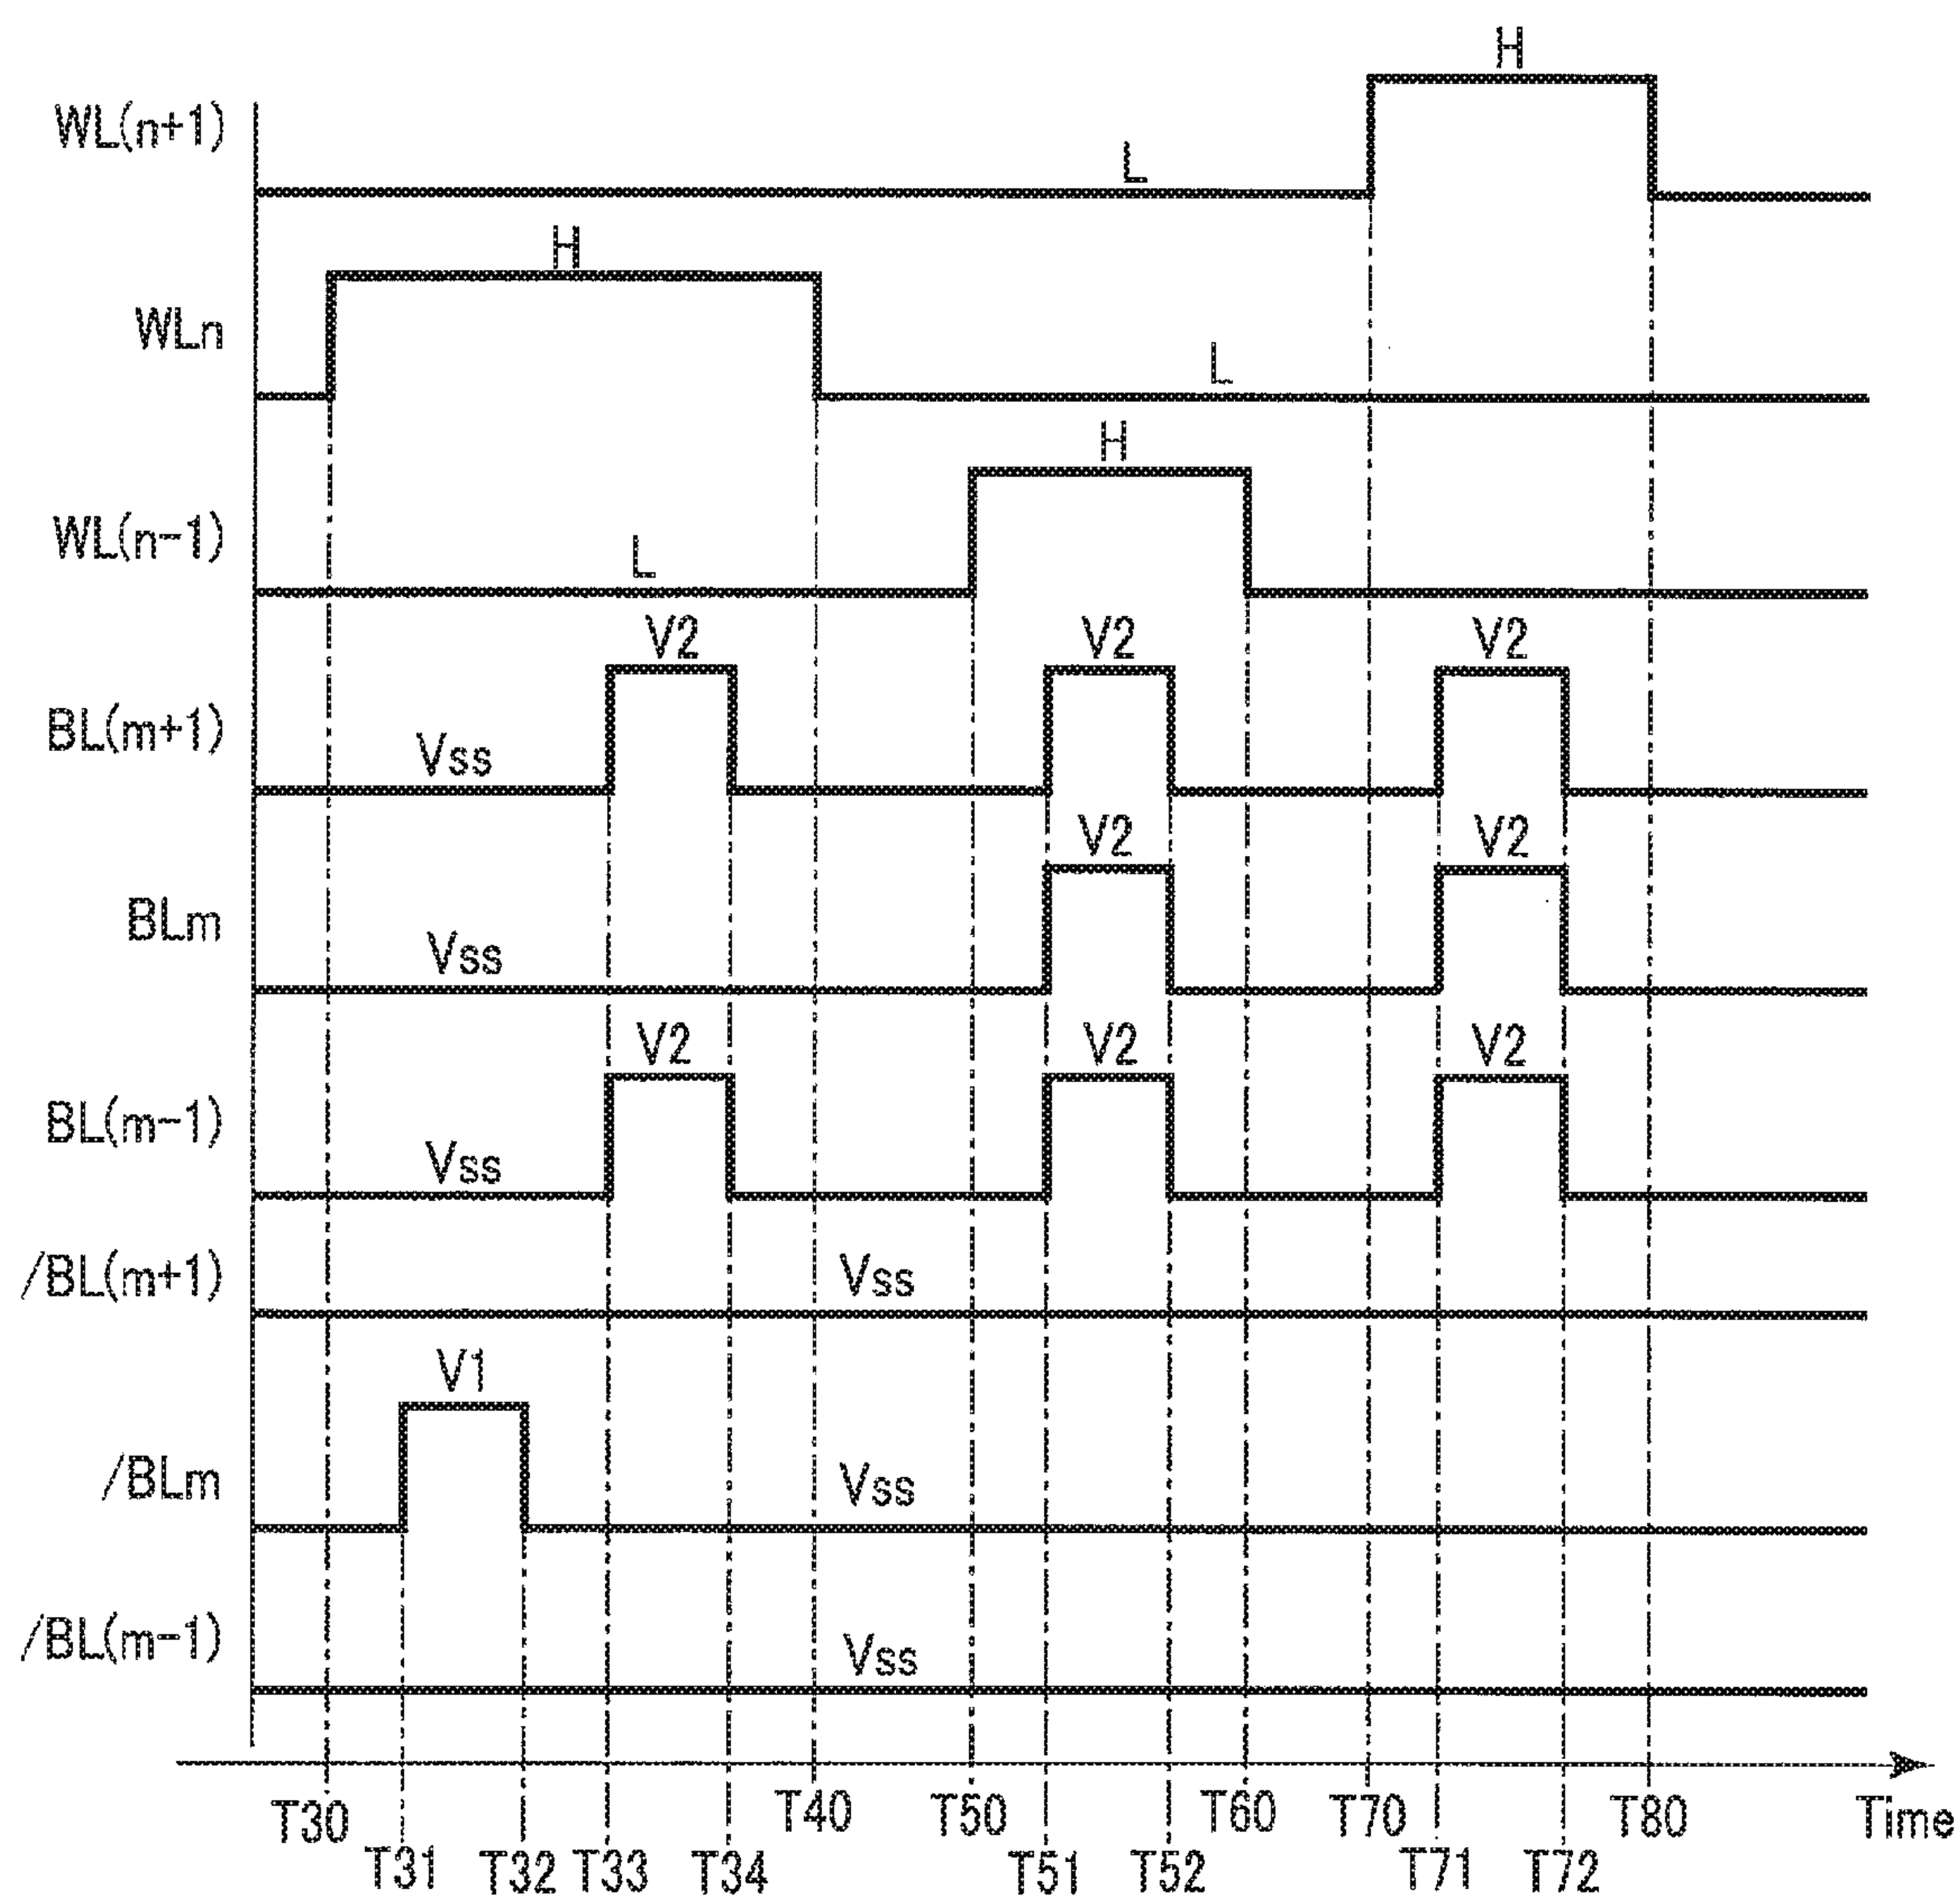 H
WL(n+1)
L
H
WLn
L
H
WL(n-1)
L
V2 V2 V2
BL(m+1)
Vss
V2 V2
BLm
Vss
V2 V2 V2
BL(m-1)
Vss
/BL(m+1) Vss
V1
/BLm Vss
/BL(m-1) Vss
T30 T40 T50 T60 T70 T80 Time
T31 T32 T33 T34 T51 T52 T71 T72